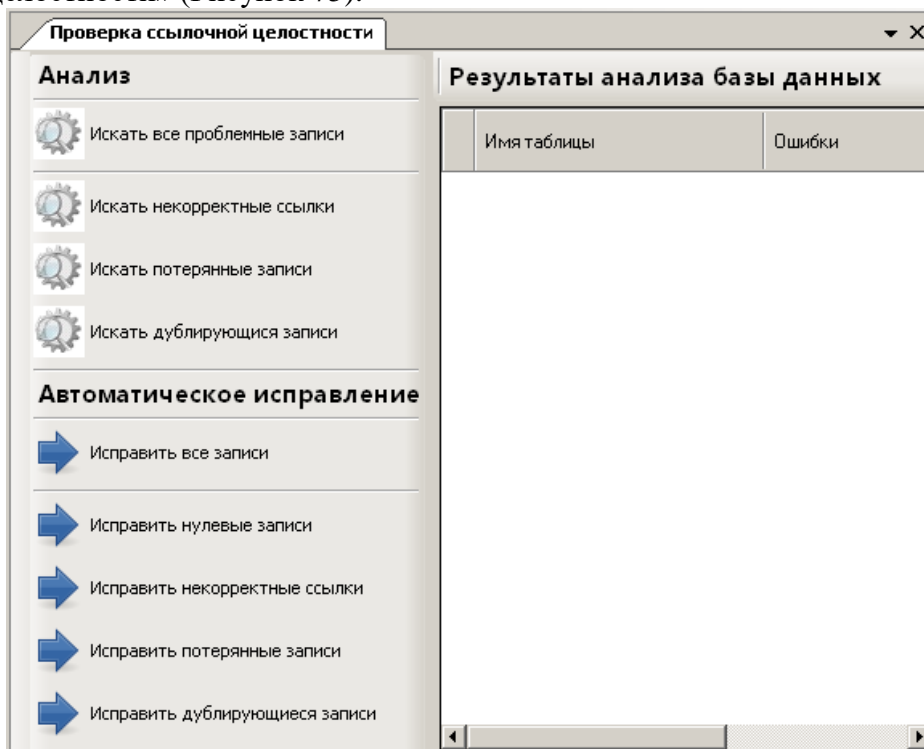 Проверка ссылочной целостности
Анализ
Искать все проблемные записи
Искать некорректные ссылки
Искать потерянные записи
Искать дублирующися записи
Автоматическое исправление
Исправить все записи
Исправить нулевые записи
Исправить некорректные ссылки
Исправить потерянные записи
Исправить дублирующиеся записи
Результаты анализа базы данных
Имя таблицы
Ошибки